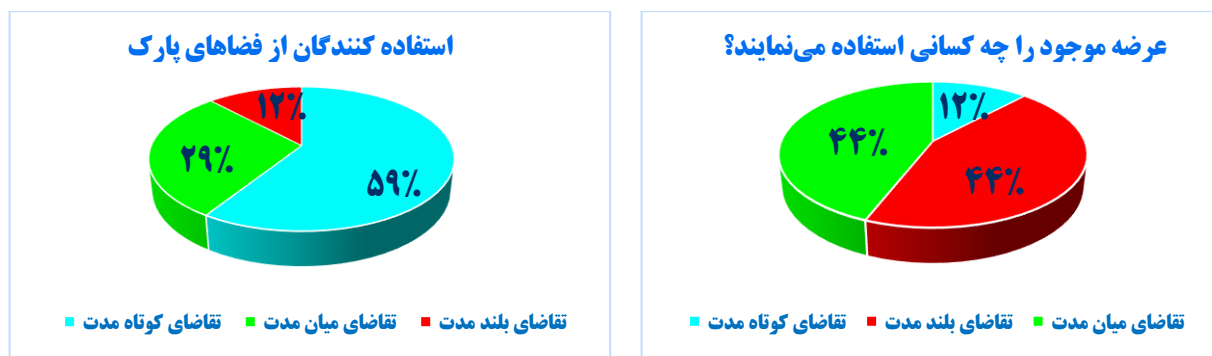 عرضه موجود را چه کسانی استفاده می‌نمایند؟
۱۲٪
۴۴٪
۴۴٪
تقاضای کوتاه مدت تقاضای بلند مدت تقاضای میان مدت
استفاده کنندگان از فضاهای پارک
۱۲٪
۲۹٪
۵۹٪
تقاضای کوتاه مدت تقاضای میان مدت تقاضای بلند مدت